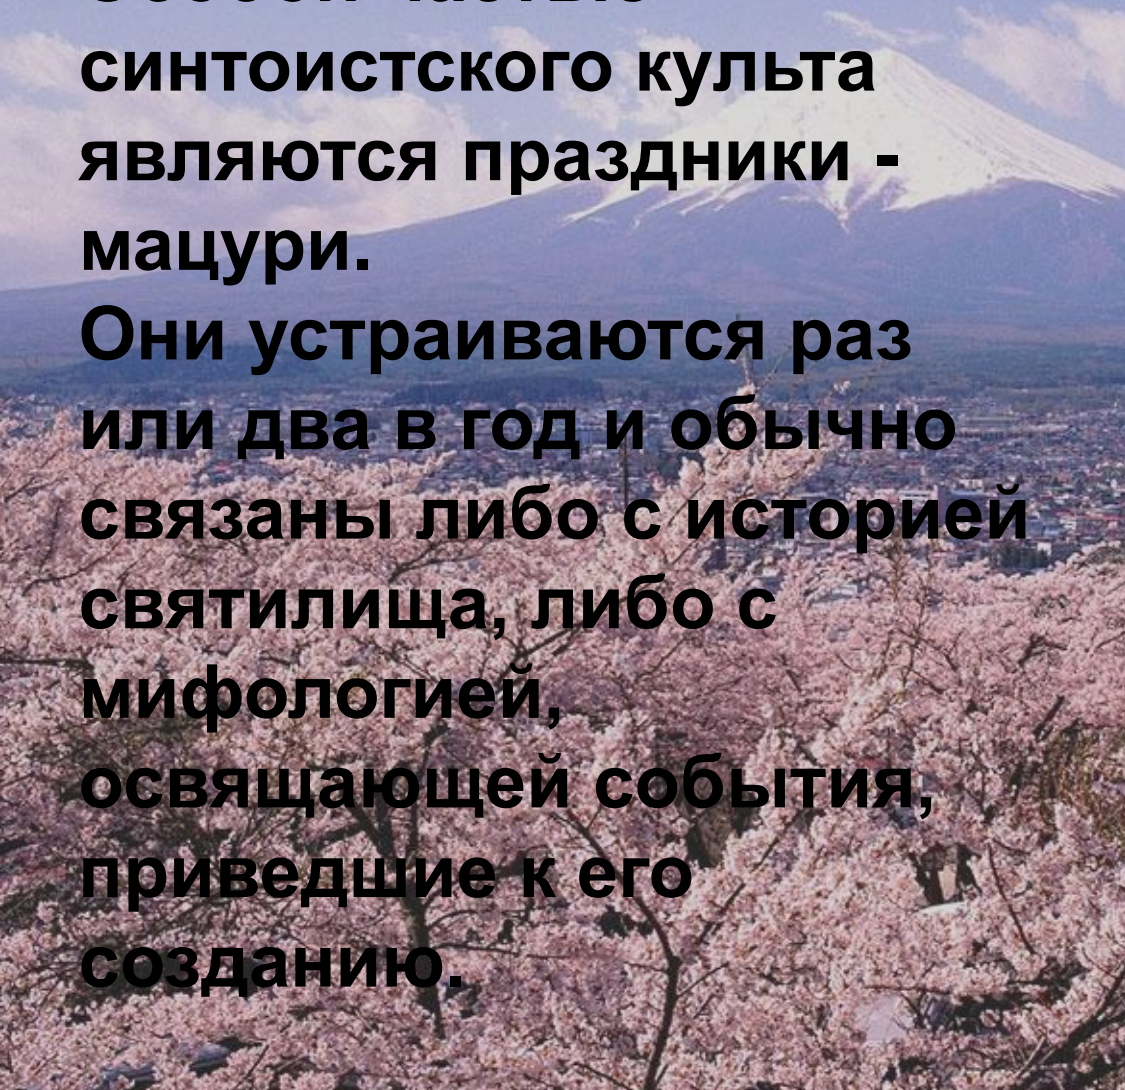 синтоистского культа
являются праздники -
мацури.
Они устраиваются раз
или два в год и обычно
связаны либо с историей
святилища, либо с
мифологией,
освящающей события,
приведшие к его
созданию.